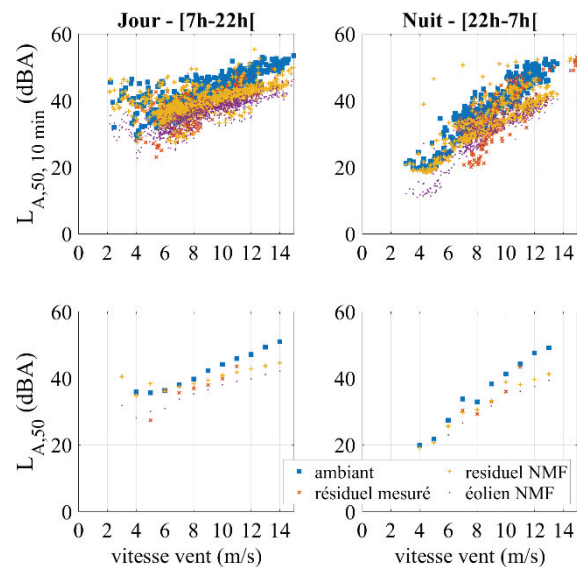 Jour - [7h-22h[
Nuit - [22h-7h[
L A,50, 10 min (dBA)
60
40
20
0
0 2 4 6 8 10 12 14
60
40
20
0
0 2 4 6 8 10 12 14
L A,50 (dBA)
60
40
20
0
0 2 4 6 8 10 12 14
vitesse vent (m/s)
60
40
20
0
0 2 4 6 8 10 12 14
vitesse vent (m/s)
ambiant
résiduel mesuré
residuel NMF
éolien NMF